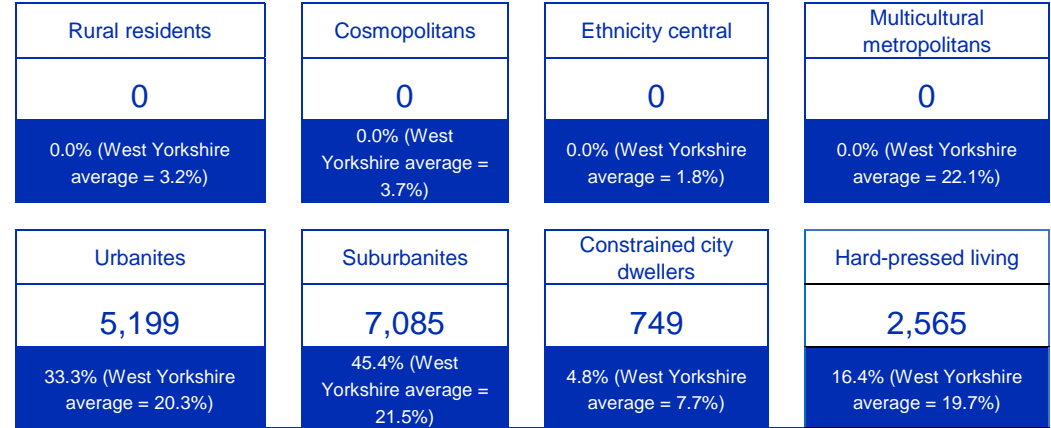 Rural residents
0
0.0% (West Yorkshire
average = 3.2%)
Cosmopolitans
0
0.0% (West
Yorkshire average =
3.7%)
Ethnicity central
0
0.0% (West Yorkshire
average = 1.8%)
Multicultural
metropolitans
0
0.0% (West Yorkshire
average = 22.1%)
Urbanites
5,199
33.3% (West Yorkshire
average = 20.3%)
Suburbanites
7,085
45.4% (West
Yorkshire average =
21.5%)
Constrained city
dwellers
749
4.8% (West Yorkshire
average = 7.7%)
Hard-pressed living
2,565
16.4% (West Yorkshire
average = 19.7%)